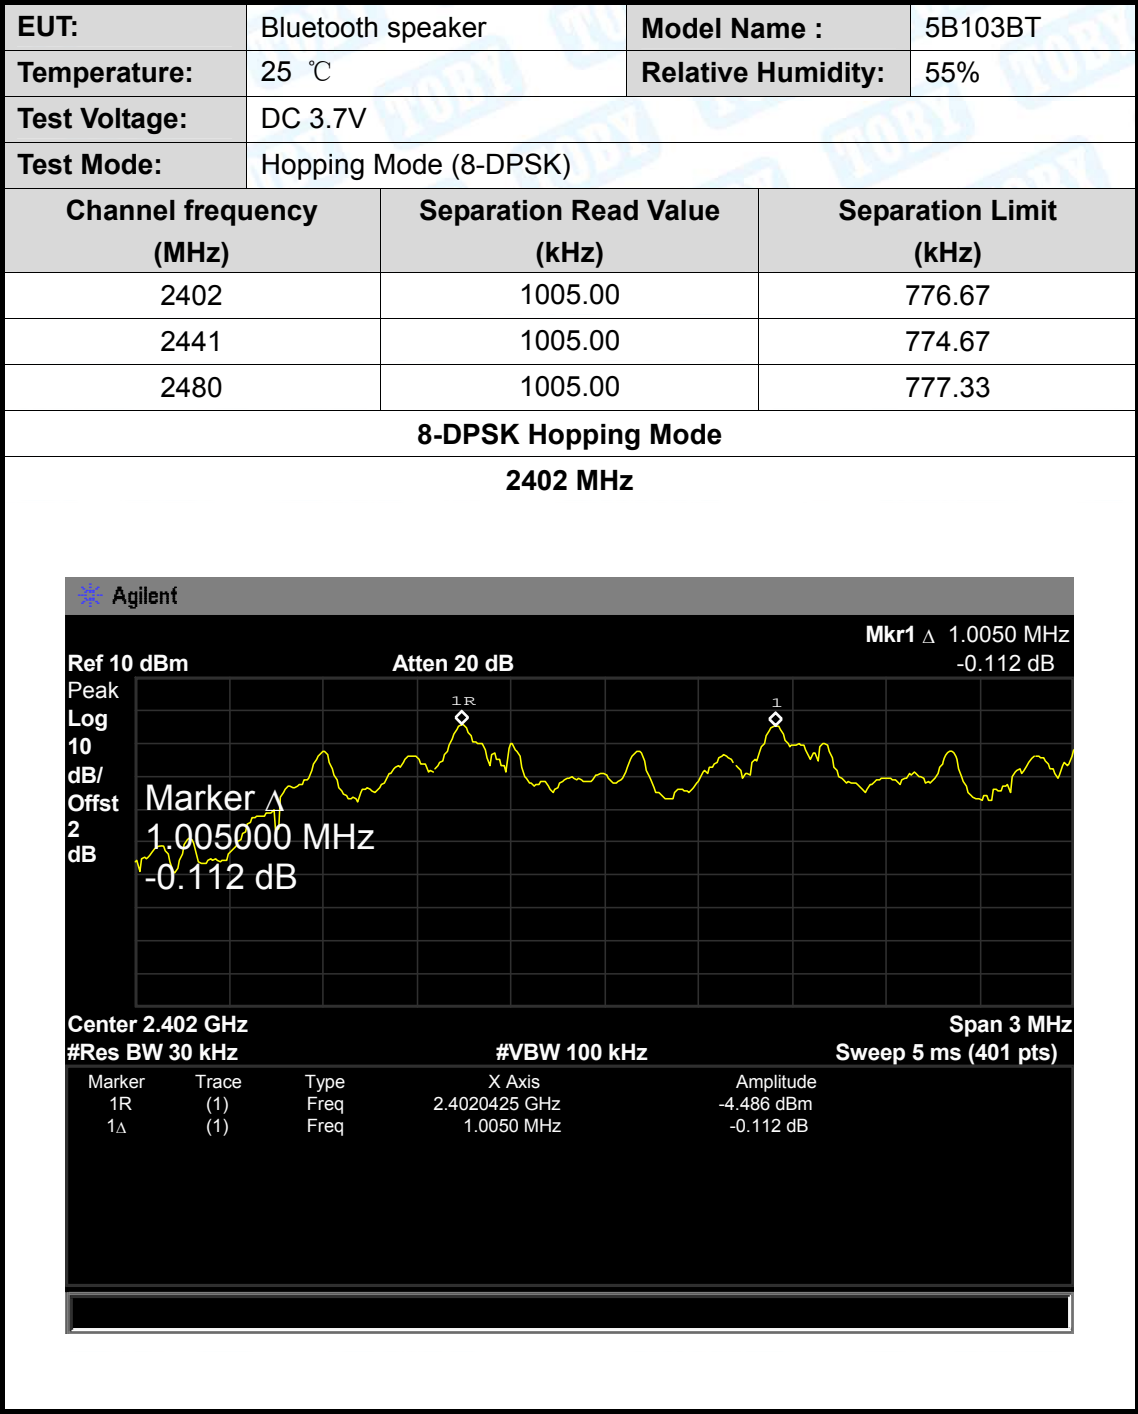 EUT: Bluetooth speaker Model Name : 5B103BT
Temperature: 25 ℃ Relative Humidity: 55%
Test Voltage: DC 3.7V
Test Mode: Hopping Mode (8-DPSK)
Channel frequency Separation Read Value Separation Limit
(MHz) (kHz) (kHz)
2402 1005.00 776.67
2441 1005.00 774.67
2480 1005.00 777.33
8-DPSK Hopping Mode
2402 MHz
Agilent
Mkr1 Δ 1.0050 MHz
Ref 10 dBm Atten 20 dB -0.112 dB
Peak
Log
10
dB/
Offst
2
dB
1R 1
Marker Δ
1.005000 MHz
-0.112 dB
Center 2.402 GHz Span 3 MHz
#Res BW 30 kHz #VBW 100 kHz Sweep 5 ms (401 pts)
Marker Trace Type X Axis Amplitude
1R (1) Freq 2.4020425 GHz -4.486 dBm
1Δ (1) Freq 1.0050 MHz -0.112 dB
TOBY